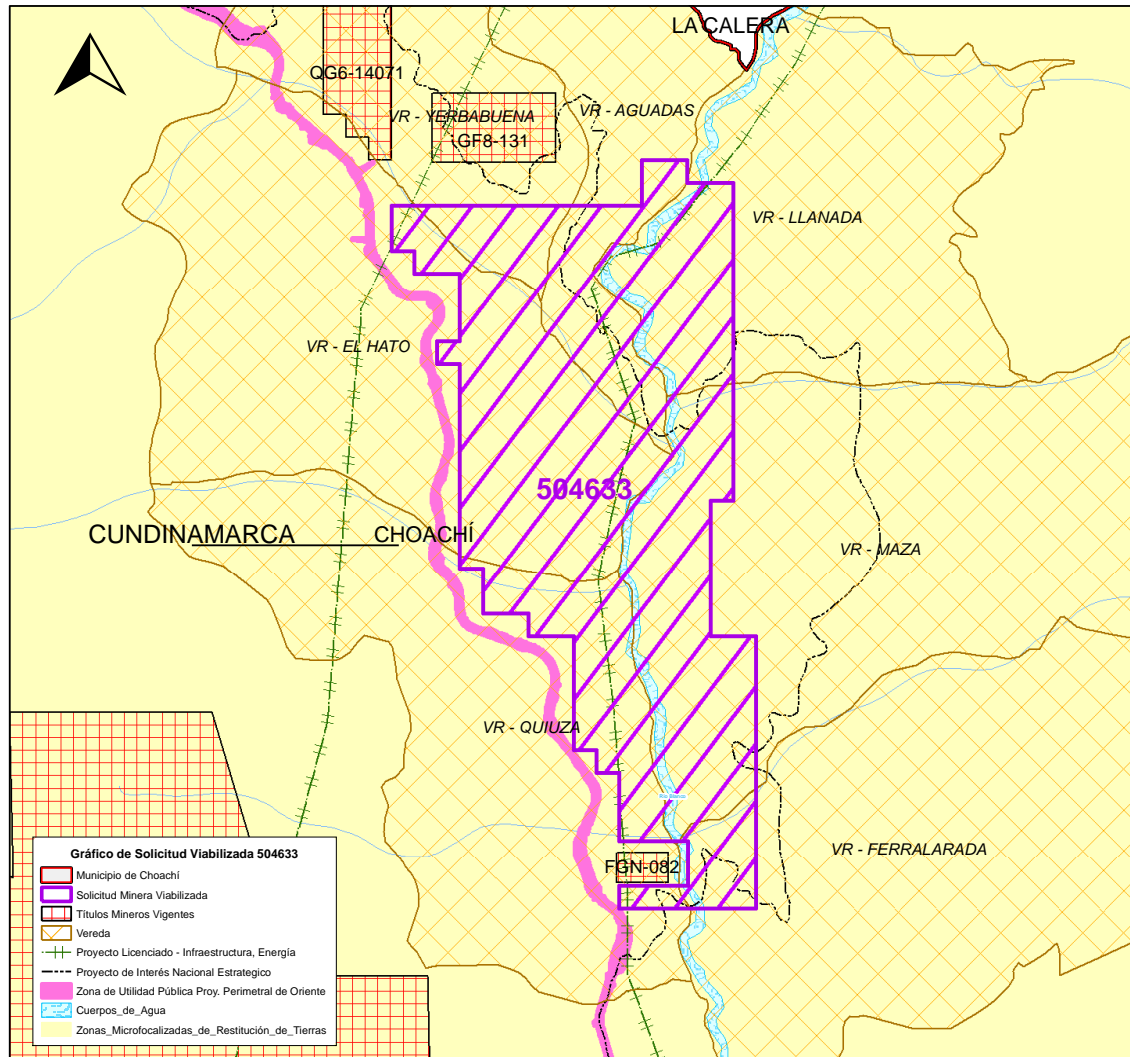 LA CALERA
QG6-14071
VR - YERBABUENA
VR - AGUADAS
GF8-131
VR - LLANADA
VR - EL HATO
504633
CUNDINAMARCA
CHOACHÍ
VR - MAZA
VR - QUIUZA
Río Blanco
VR - FERRALARADA
FGN-082
Gráfico de Solicitud Viabilizada 504633
Municipio de Choachí
Solicitud Minera Viabilizada
Títulos Mineros Vigentes
Vereda
Proyecto Licenciado - Infraestructura, Energía
Proyecto de Interés Nacional Estrategico
Zona de Utilidad Pública Proy. Perimetral de Oriente
Cuerpos_de_Agua
Zonas_Microfocalizadas_de_Restitución_de_Tierras